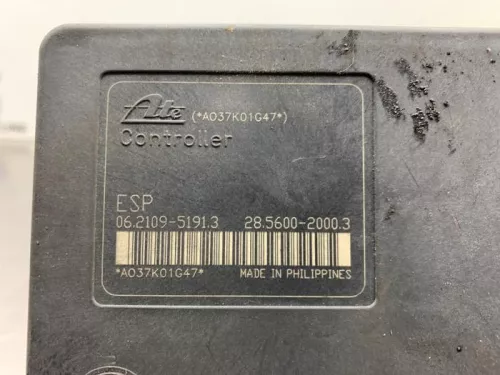 Ate (*A037K01G47*)
Controller
ESP
06.2109-5191.3 28.5600-2000.3
*A037K01G47* MADE IN PHILIPPINES